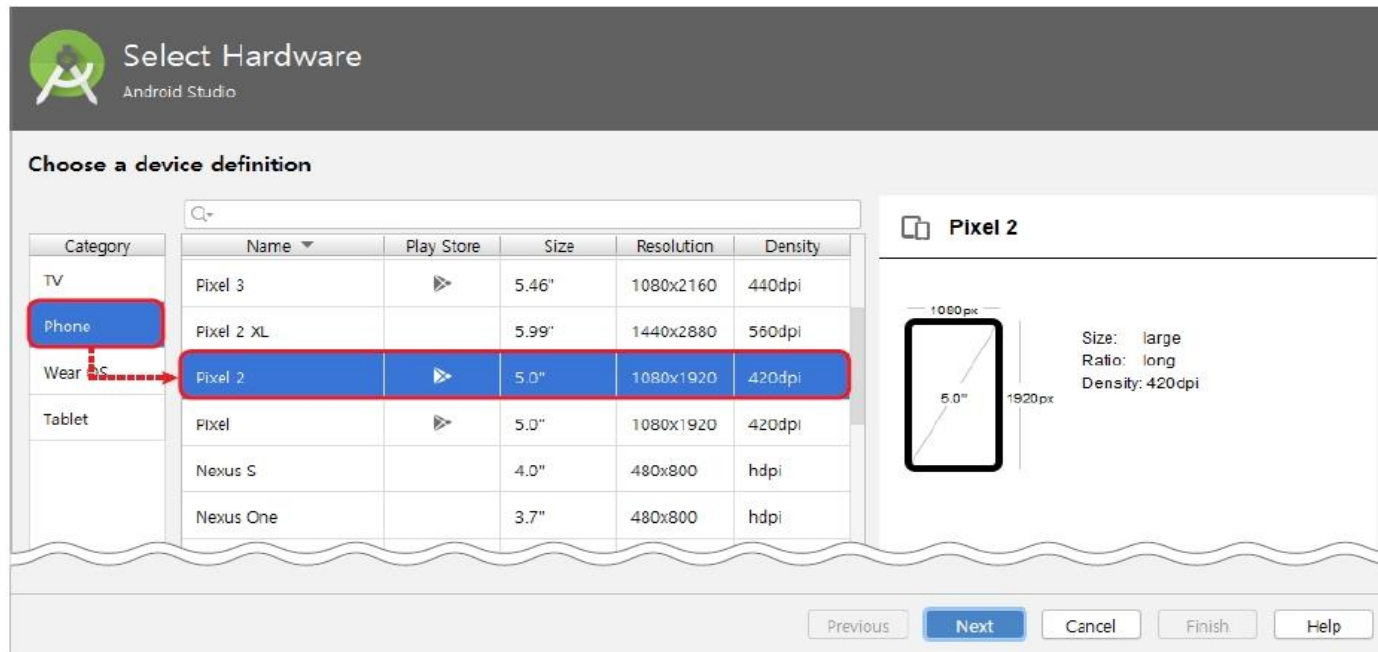 Select Hardware
Android Studio
Choose a device definition
Category
TV
Phone
Wear OS
Tablet
Name Play Store Size Resolution Density
Pixel 3 5.46" 1080x2160 440dpi
Pixel 2 XL 5.99" 1440x2880 560dpi
Pixel 2 5.0" 1080x1920 420dpi
Pixel 5.0" 1080x1920 420dpi
Nexus S 4.0" 480x800 hdpi
Nexus One 3.7" 480x800 hdpi
Pixel 2
1080px
5.0"
1920px
Size: large
Ratio: long
Density: 420dpi
Previous Next Cancel Finish Help